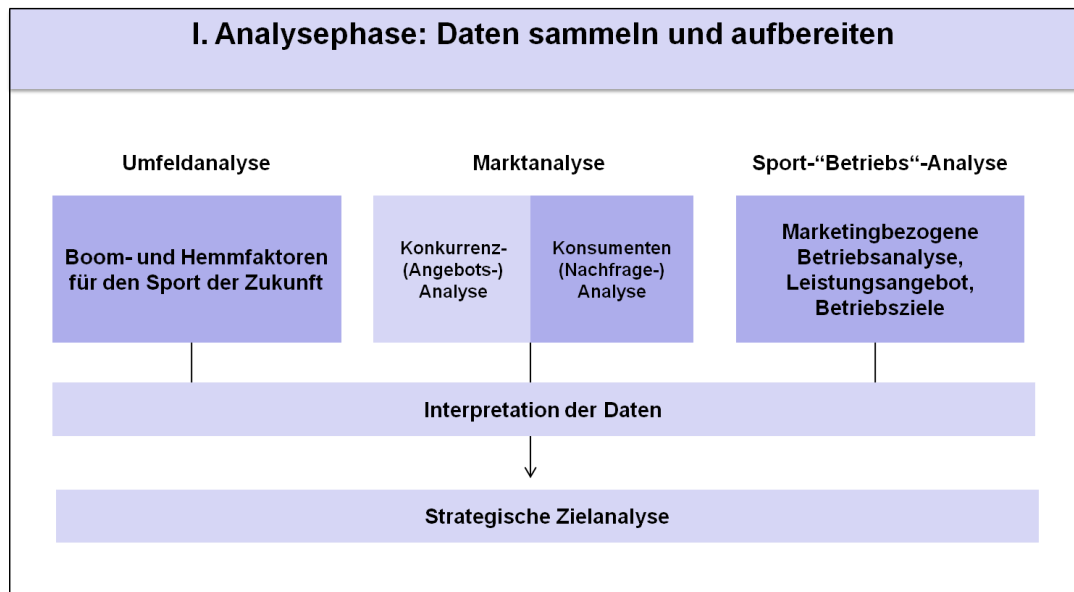 I. Analysephase: Daten sammeln und aufbereiten
Umfeldanalyse
Boom- und Hemmfaktoren
für den Sport der Zukunft
Marktanalyse
Konkurrenz-
(Angebots-)
Analyse
Konsumenten
(Nachfrage-)
Analyse
Sport-“Betriebs“-Analyse
Marketingbezogene
Betriebsanalyse,
Leistungsangebot,
Betriebsziele
Interpretation der Daten
Strategische Zielanalyse